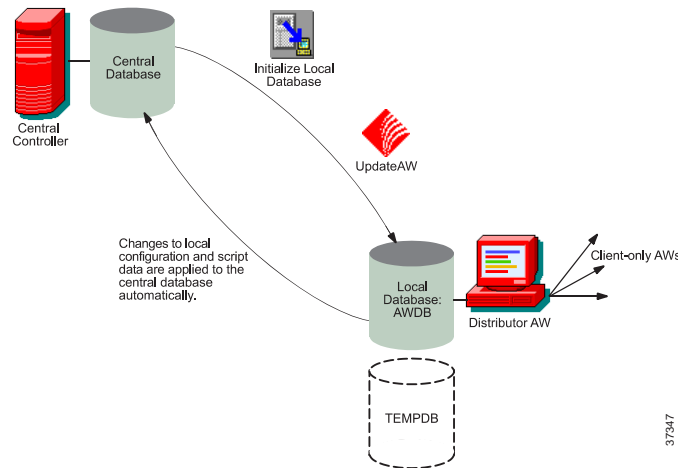 Central
Database
Initialize Local
Database
Central
Controller
UpdateAW
Changes to local
configuration and script
data are applied to the
central database
automatically.
Local
Database:
AWDB
Client-only AWs
Distributor AW
TEMPDB
37347